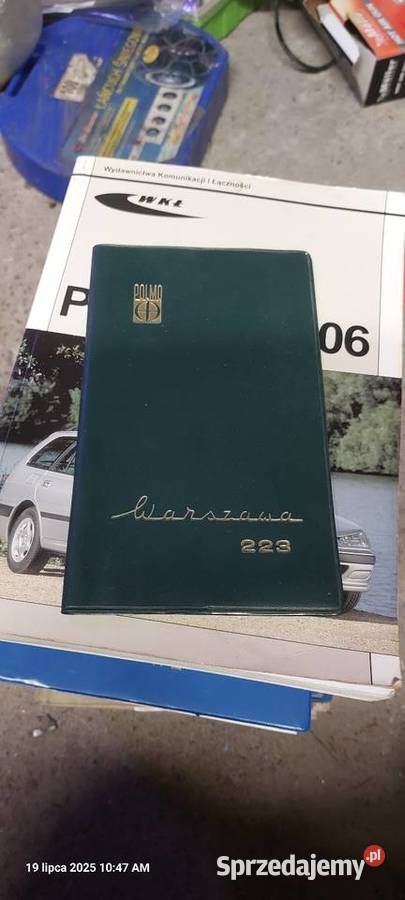 Wydawnictwa Komunikacji i Łączności
WKŁ
P
06
POLMO
Warszawa
223
19 lipca 2025 10:47 AM
Sprzedajemy.pl